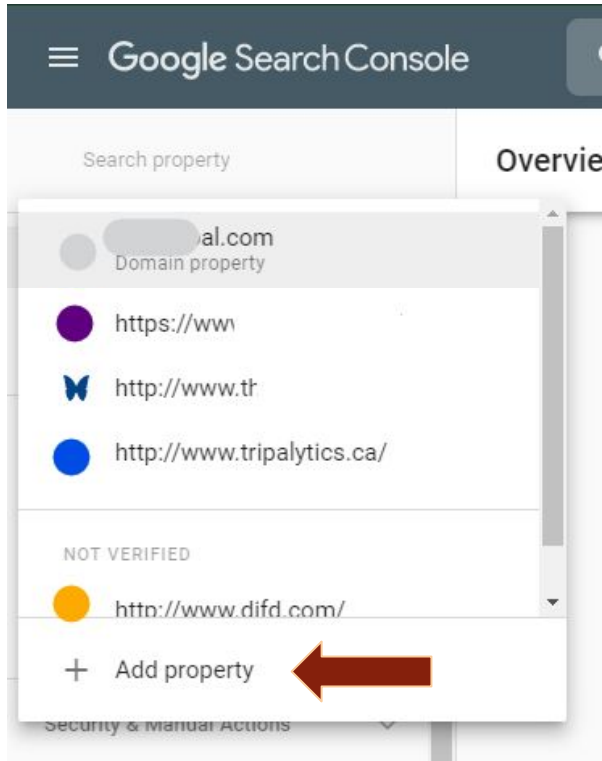 Google Search Console
Search property
Overvie
al.com
Domain property
https://www
http://www.th
http://www.tripalytics.ca/
NOT VERIFIED
http://www.difd.com/
+ Add property
Security & Manual Actions